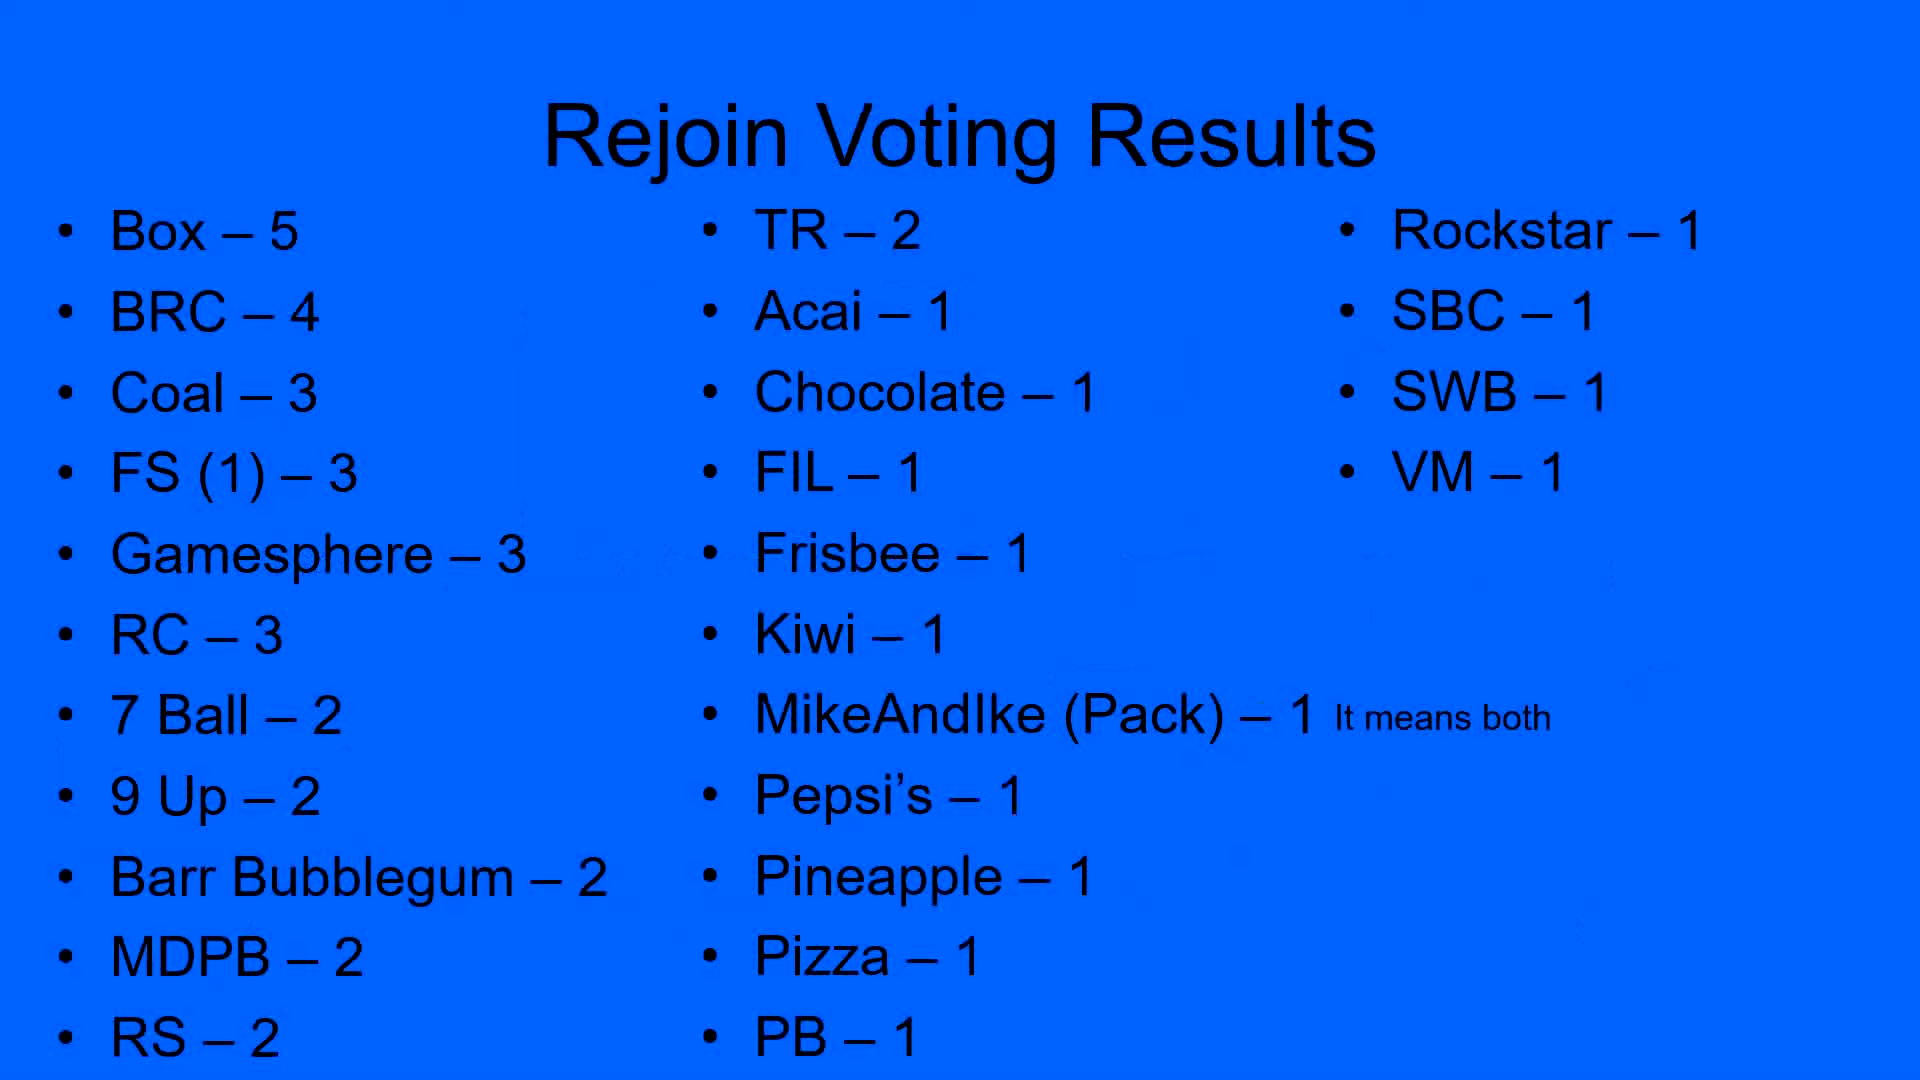 Rejoin Voting Results
• Box – 5
• BRC – 4
• Coal – 3
• FS (1) – 3
• Gamesphere – 3
• RC – 3
• 7 Ball – 2
• 9 Up – 2
• Barr Bubblegum – 2
• MDPB – 2
• RS – 2
• TR – 2
• Acai – 1
• Chocolate – 1
• FIL – 1
• Frisbee – 1
• Kiwi – 1
• MikeAndIke (Pack) – 1 It means both
• Pepsi’s – 1
• Pineapple – 1
• Pizza – 1
• PB – 1
• Rockstar – 1
• SBC – 1
• SWB – 1
• VM – 1